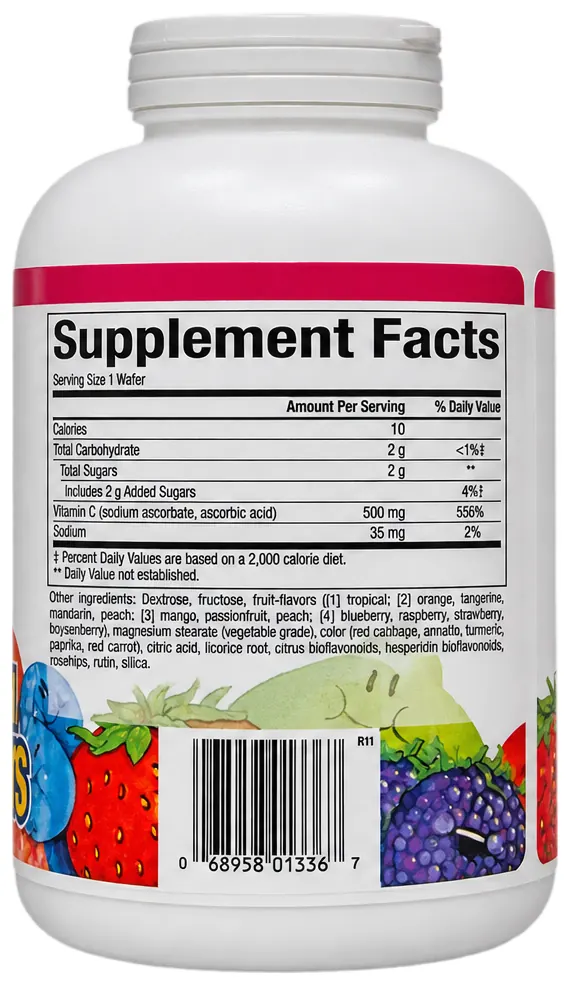 Supplement Facts
Serving Size 1 Wafer
Amount Per Serving % Daily Value
Calories 10
Total Carbohydrate 2 g <1%‡
Total Sugars 2 g **
Includes 2 g Added Sugars 4%‡
Vitamin C (sodium ascorbate, ascorbic acid) 500 mg 556%
Sodium 35 mg 2%
‡ Percent Daily Values are based on a 2,000 calorie diet.
** Daily Value not established.
Other ingredients: Dextrose, fructose, fruit-flavors ([1] tropical; [2] orange, tangerine,
mandarin, peach; [3] mango, passionfruit, peach; [4] blueberry, raspberry, strawberry,
boysenberry), magnesium stearate (vegetable grade), color (red cabbage, annatto, turmeric,
paprika, red carrot), citric acid, licorice root, citrus bioflavonoids, hesperidin bioflavonoids,
rosehips, rutin, silica.
R11
0 68958 01336 7